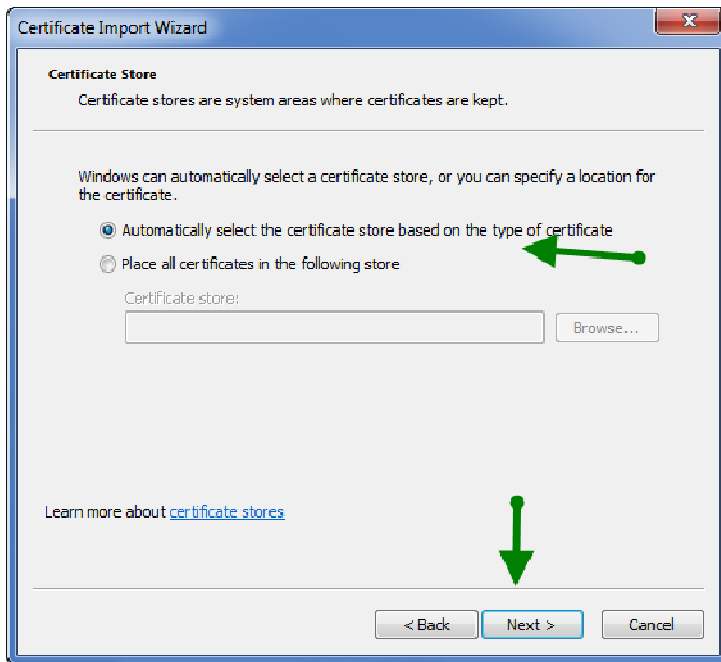 Certificate Import Wizard
Certificate Store
Certificate stores are system areas where certificates are kept.
Windows can automatically select a certificate store, or you can specify a location for
the certificate.
Automatically select the certificate store based on the type of certificate
Place all certificates in the following store
Certificate store:
Browse...
Learn more about certificate stores
< Back Next > Cancel